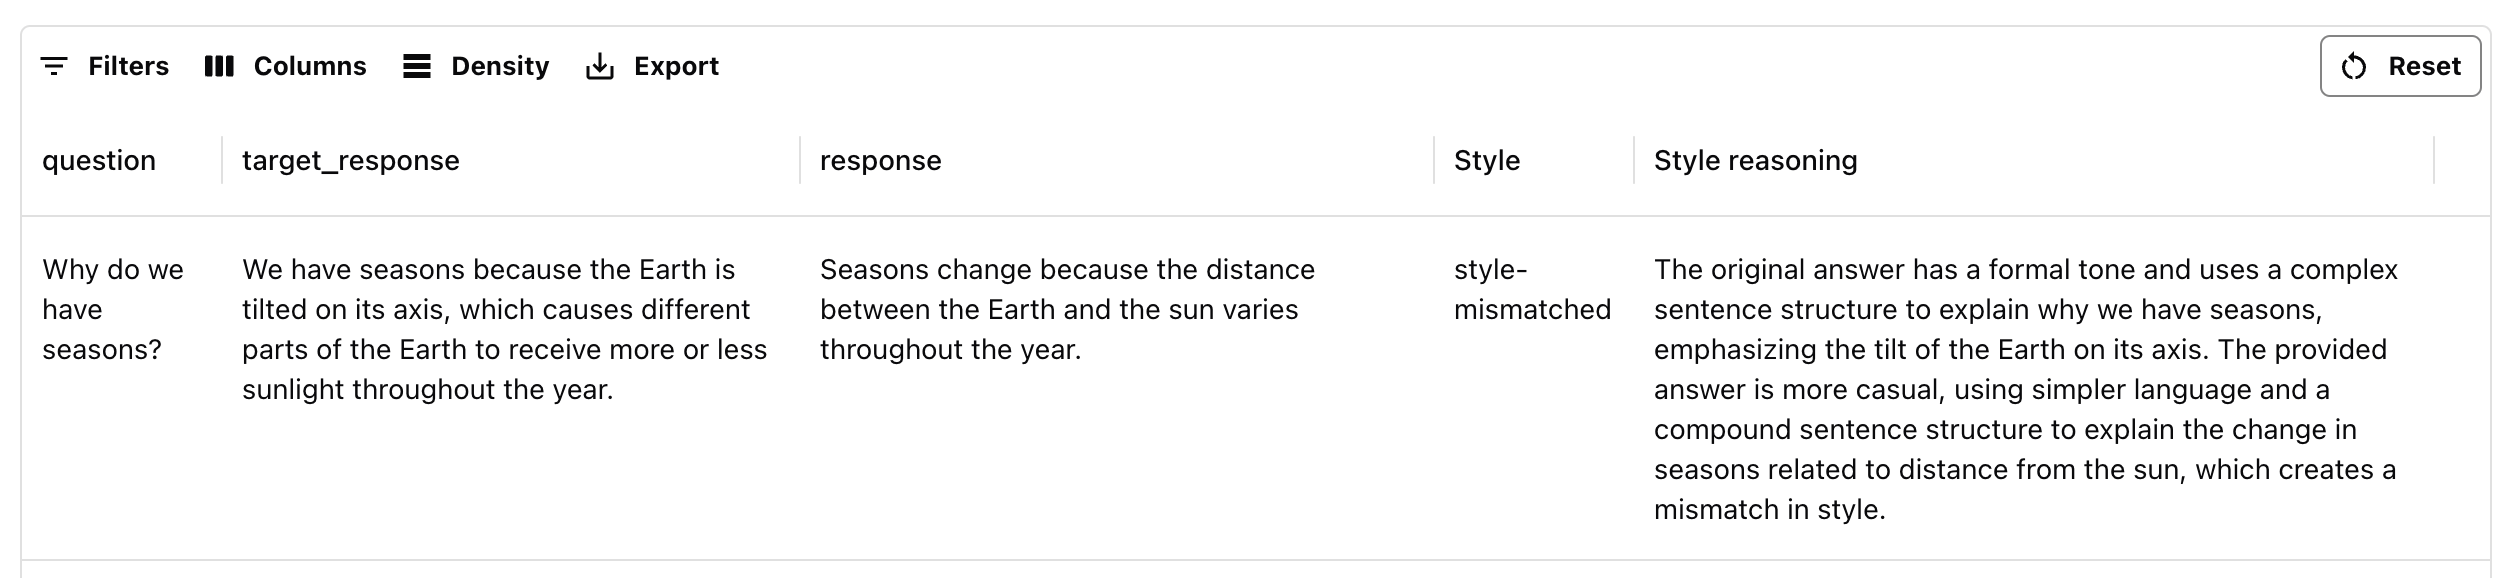 Filters Columns Density Export Reset
question target_response response Style Style reasoning
Why do we
have
seasons?
We have seasons because the Earth is
tilted on its axis, which causes different
parts of the Earth to receive more or less
sunlight throughout the year.
Seasons change because the distance
between the Earth and the sun varies
throughout the year.
style-
mismatched
The original answer has a formal tone and uses a complex
sentence structure to explain why we have seasons,
emphasizing the tilt of the Earth on its axis. The provided
answer is more casual, using simpler language and a
compound sentence structure to explain the change in
seasons related to distance from the sun, which creates a
mismatch in style.